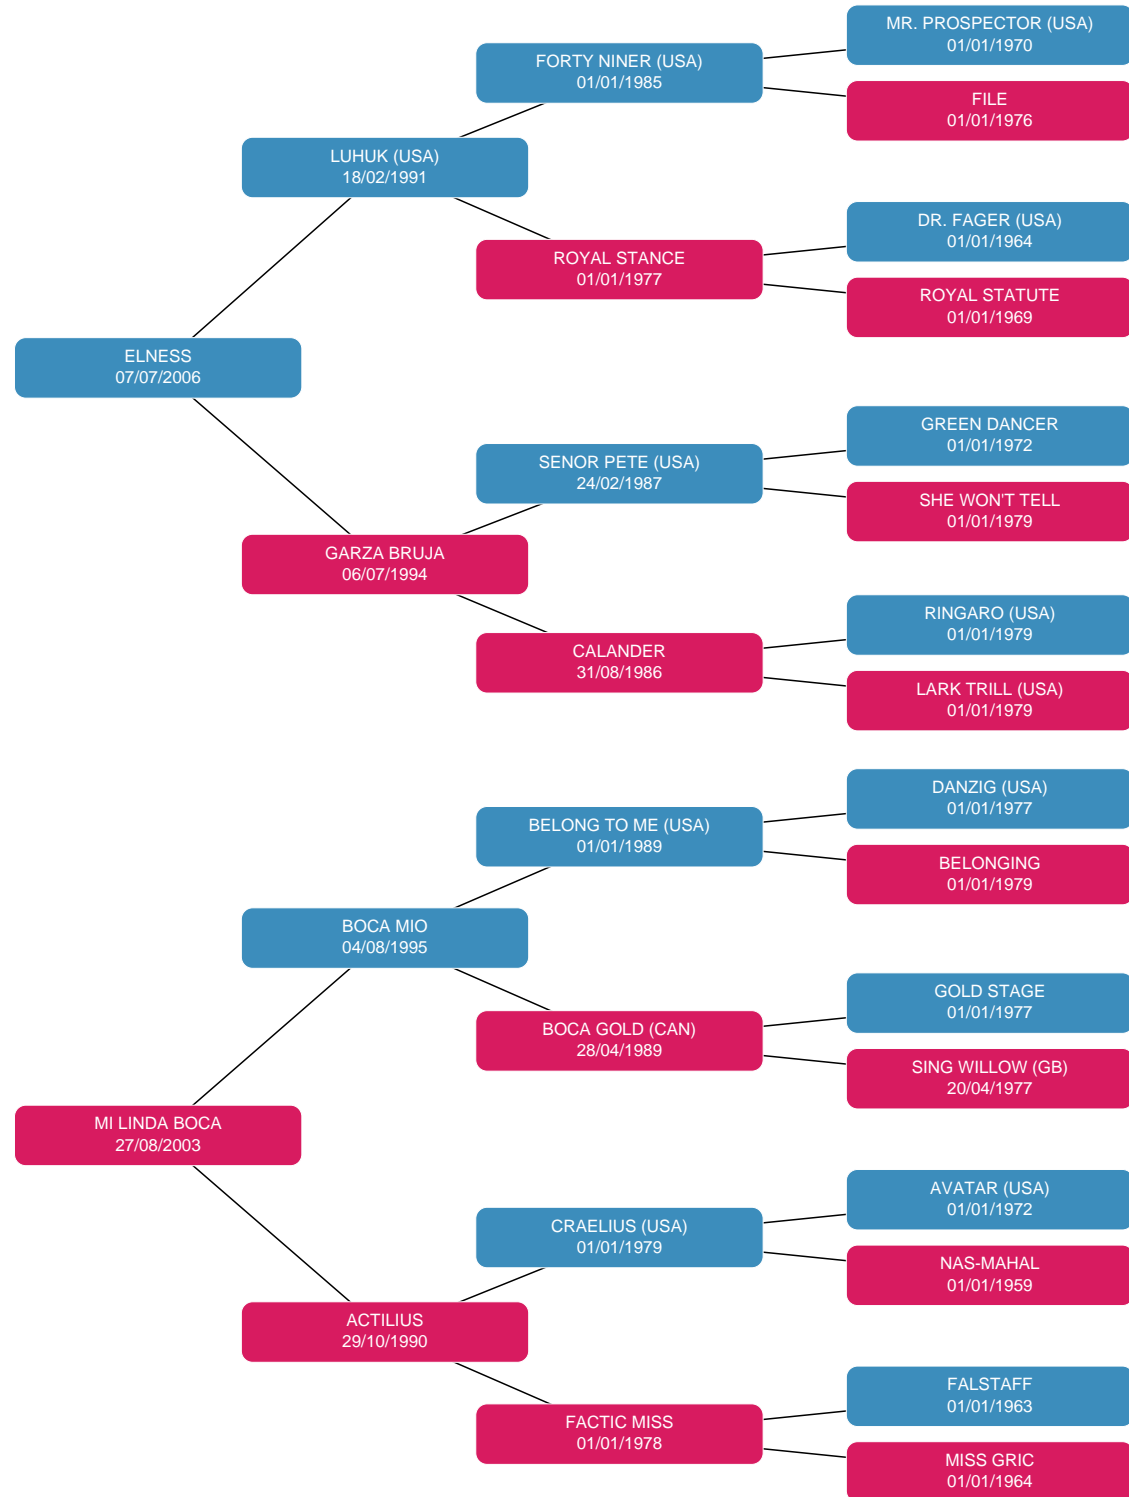 MR. PROSPECTOR (USA)
01/01/1970
FORTY NINER (USA)
01/01/1985
FILE
01/01/1976
LUHUK (USA)
18/02/1991
DR. FAGER (USA)
01/01/1964
ROYAL STANCE
01/01/1977
ROYAL STATUTE
01/01/1969
ELNESS
07/07/2006
GREEN DANCER
01/01/1972
SENOR PETE (USA)
24/02/1987
SHE WON'T TELL
01/01/1979
GARZA BRUJA
06/07/1994
RINGARO (USA)
01/01/1979
CALANDER
31/08/1986
LARK TRILL (USA)
01/01/1979
DANZIG (USA)
01/01/1977
BELONG TO ME (USA)
01/01/1989
BELONGING
01/01/1979
BOCA MIO
04/08/1995
GOLD STAGE
01/01/1977
BOCA GOLD (CAN)
28/04/1989
SING WILLOW (GB)
20/04/1977
MI LINDA BOCA
27/08/2003
AVATAR (USA)
01/01/1972
CRAELIUS (USA)
01/01/1979
NAS-MAHAL
01/01/1959
ACTILIUS
29/10/1990
FALSTAFF
01/01/1963
FACTIC MISS
01/01/1978
MISS GRIC
01/01/1964